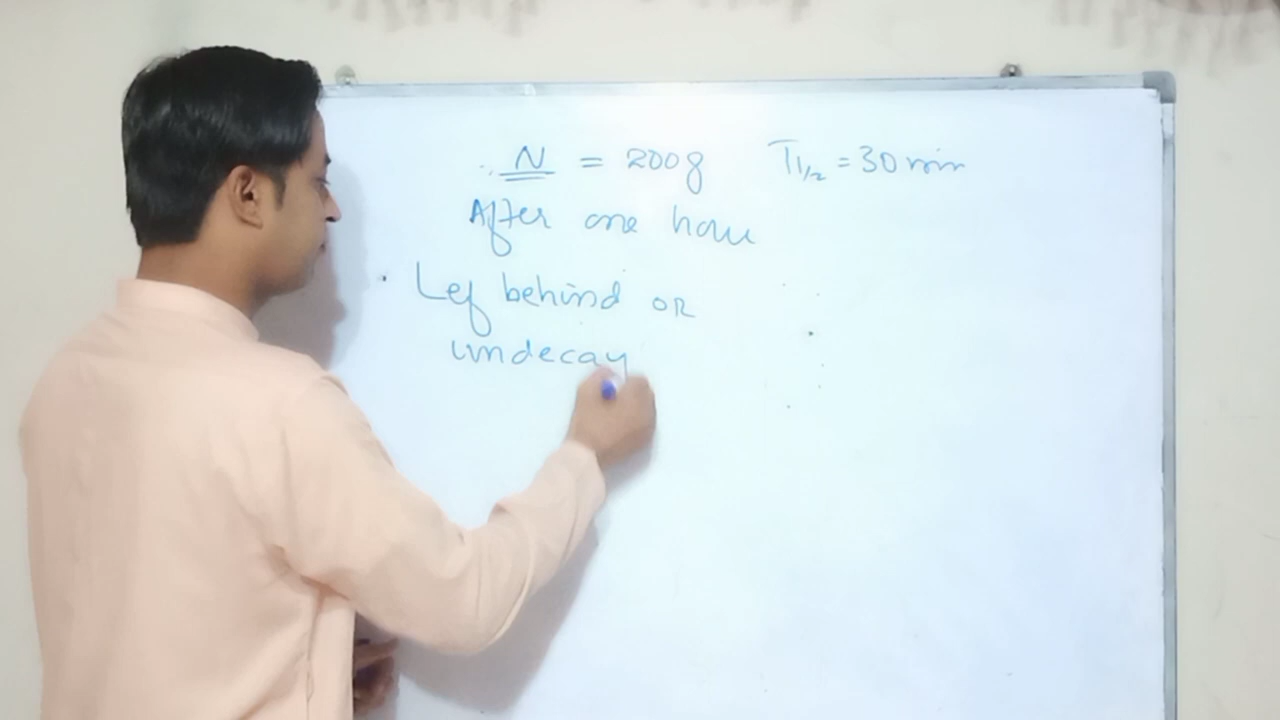 N = 200g T1/2 = 30 min
After one hour
Lef behind or
undecay